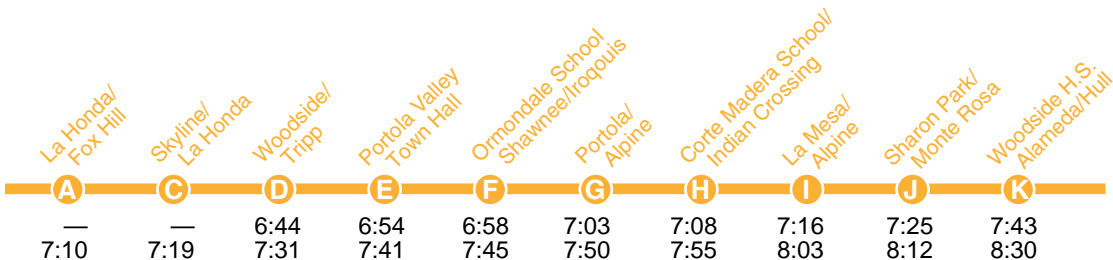 La Honda/
Fox Hill
Skyline/
La Honda
Woodside/
Tripp
Portola Valley
Town Hall
Ormondale School
Shawnee/Iroqouis
Portola/
Alpine
Corte Madera School/
Indian Crossing
La Mesa/
Alpine
Sharon Park/
Monte Rosa
Woodside H.S.
Alameda/Hull
A C D E F G H I J K
— — 6:44 6:54 6:58 7:03 7:08 7:16 7:25 7:43
7:10 7:19 7:31 7:41 7:45 7:50 7:55 8:03 8:12 8:30